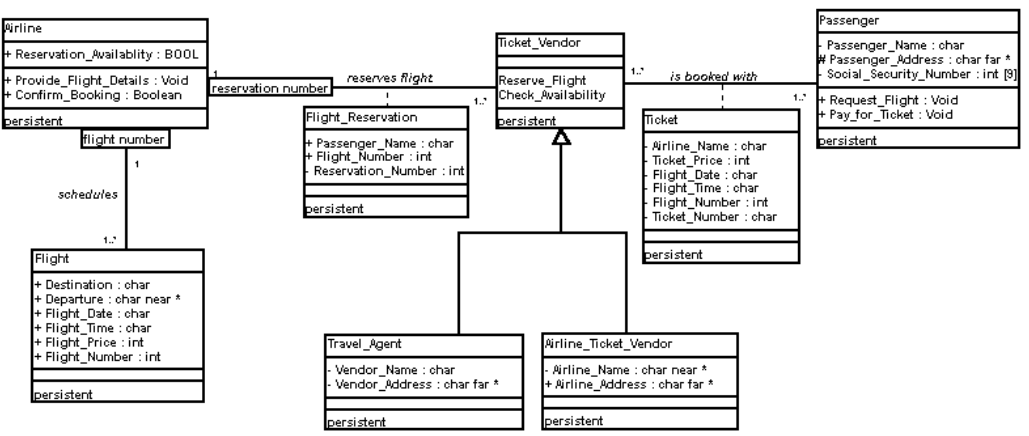 Airline
+ Reservation_Availablity : BOOL
+ Provide_Flight_Details : Void
+ Confirm_Booking : Boolean
persistent
flight number
1
reservation number
reserves flight
1..*
Flight_Reservation
+ Passenger_Name : char
+ Flight_Number : int
- Reservation_Number : int
persistent
Ticket_Vendor
Reserve_Flight
Check_Availability
persistent
1..*
is booked with
1..*
Ticket
- Airline_Name : char
- Ticket_Price : int
- Flight_Date : char
- Flight_Time : char
- Flight_Number : int
- Ticket_Number : char
persistent
Passenger
- Passenger_Name : char
# Passenger_Address : char far *
- Social_Security_Number : int [9]
+ Request_Flight : Void
+ Pay_for_Ticket : Void
persistent
1
schedules
1..*
Flight
+ Destination : char
+ Departure : char near *
+ Flight_Date : char
+ Flight_Time : char
+ Flight_Price : int
+ Flight_Number : int
persistent
Travel_Agent
- Vendor_Name : char
- Vendor_Address : char far *
persistent
Airline_Ticket_Vendor
- Airline_Name : char near *
+ Airline_Address : char far *
persistent